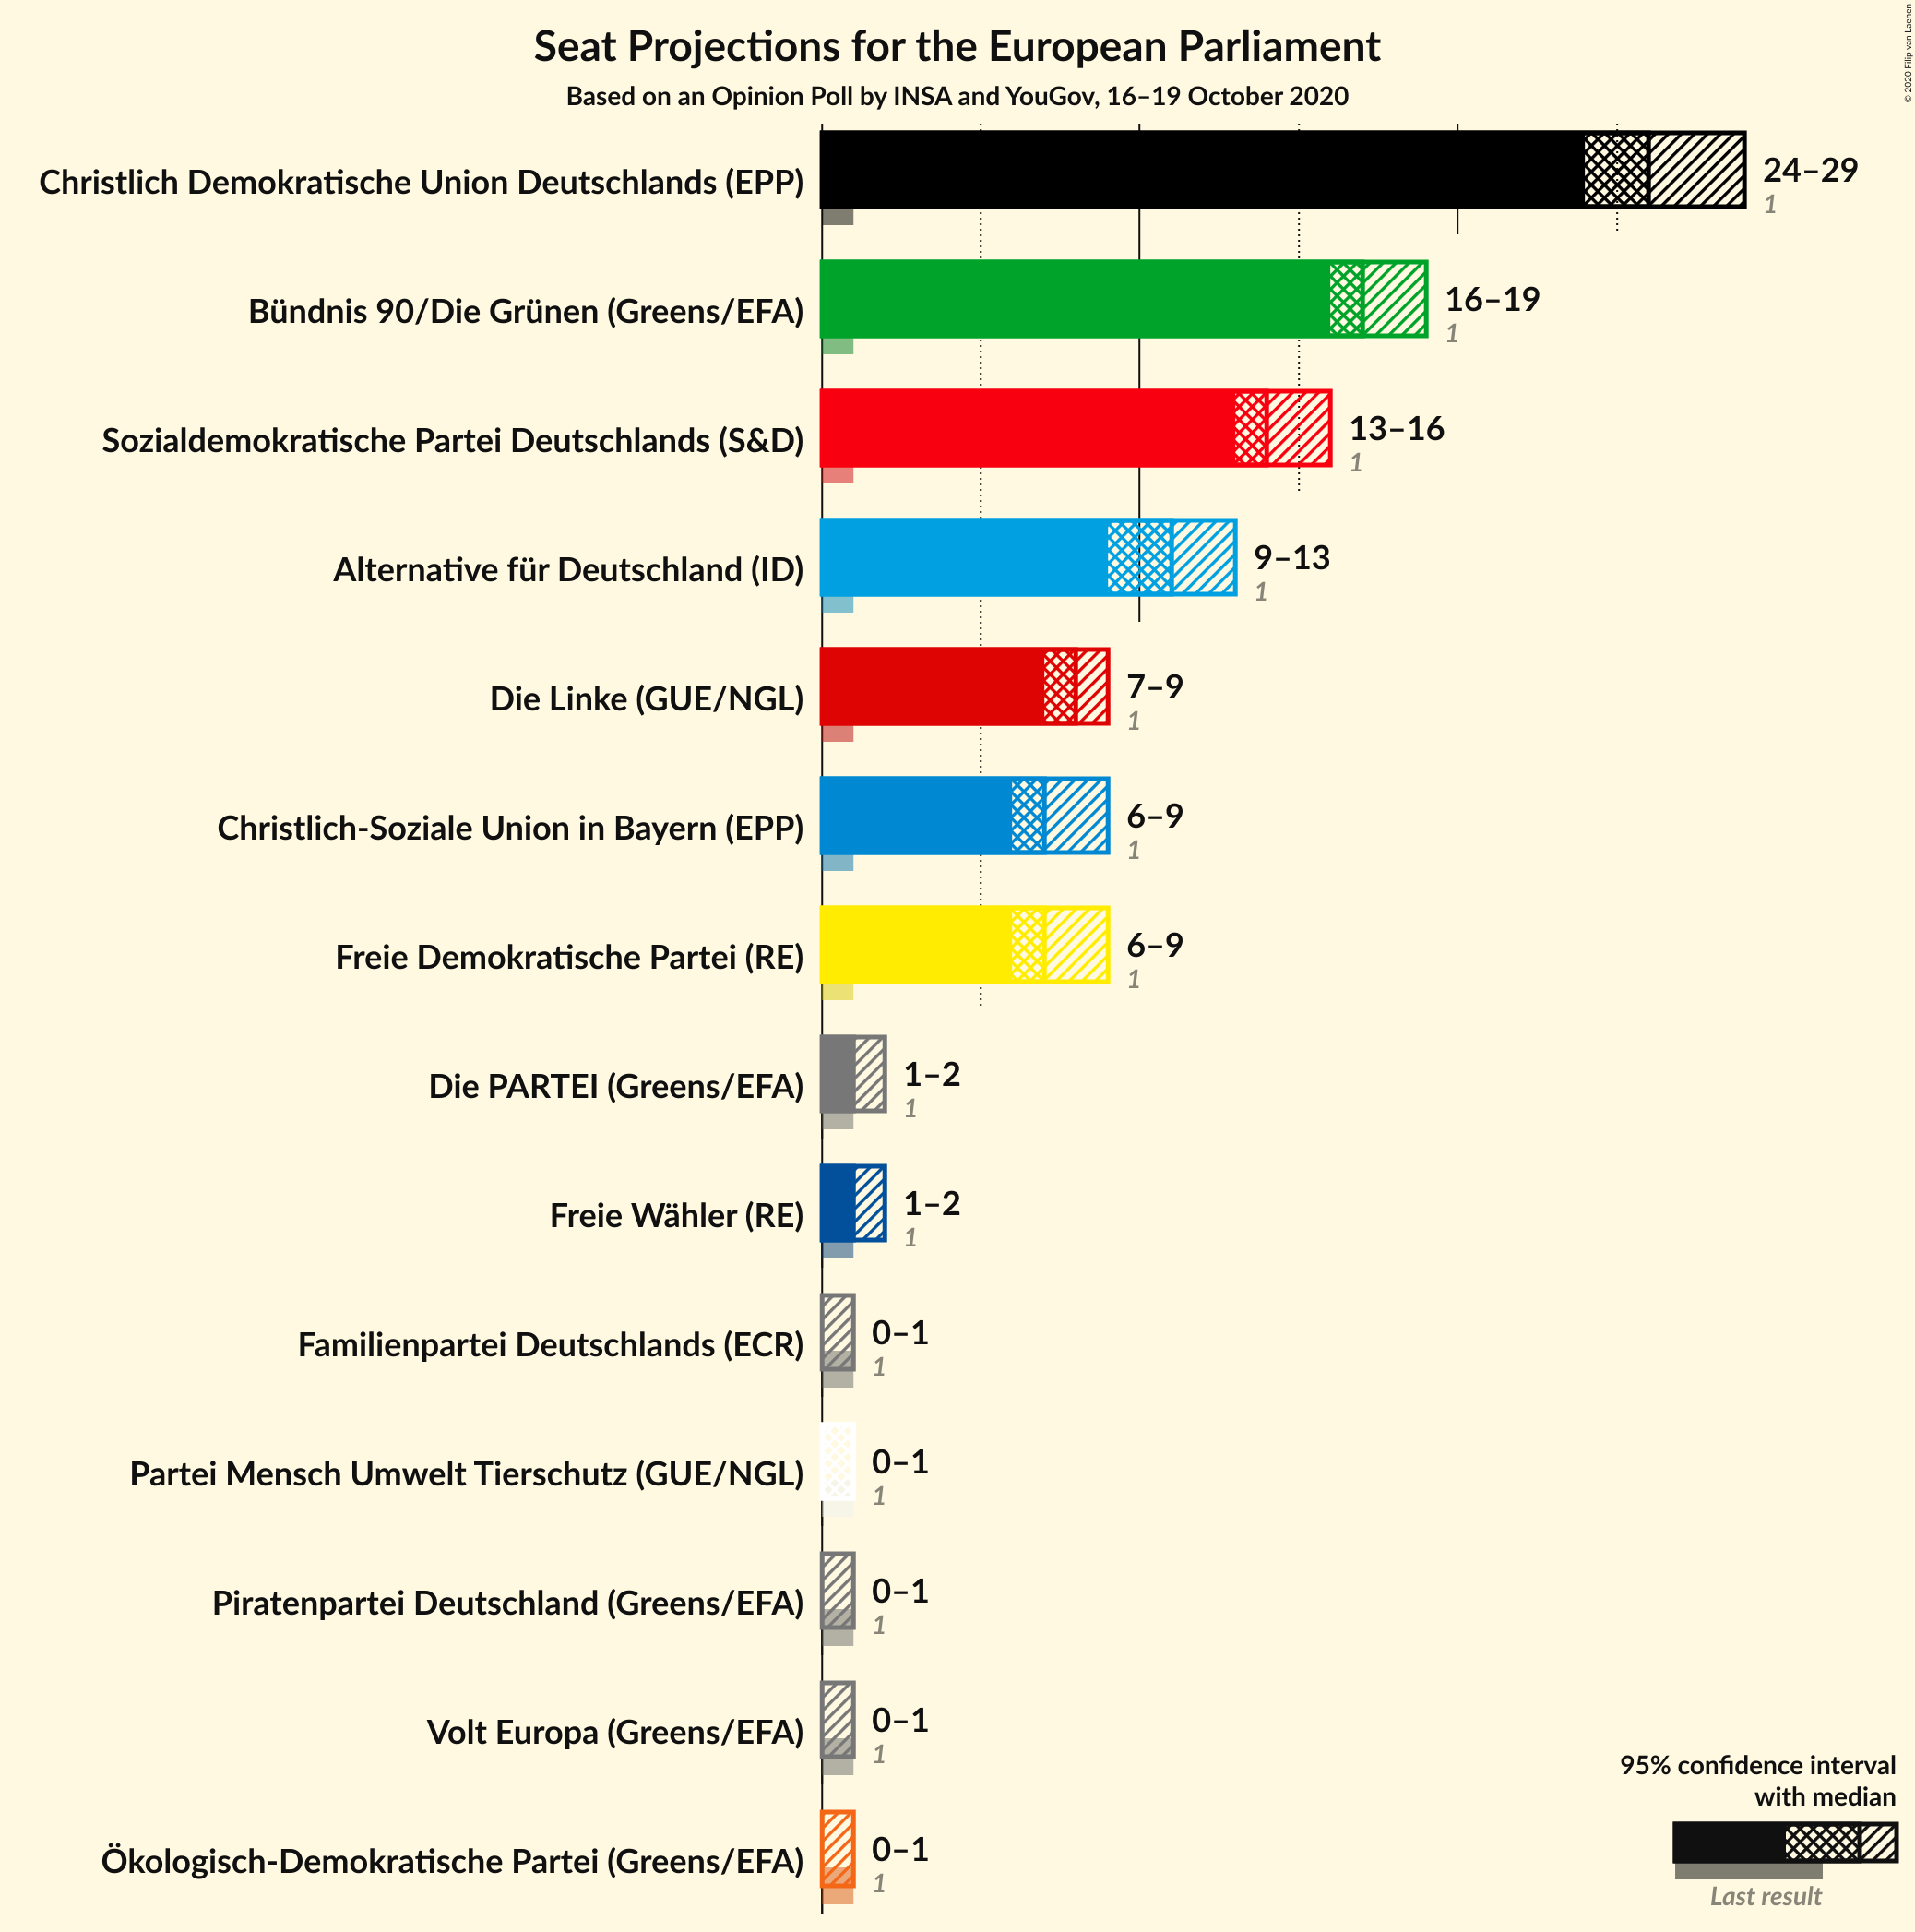 Seat Projections for the European Parliament
Based on an Opinion Poll by INSA and YouGov, 16–19 October 2020
© 2020 Filip van Laenen
Christlich Demokratische Union Deutschlands (EPP)
24–29
1
Bündnis 90/Die Grünen (Greens/EFA)
16–19
1
Sozialdemokratische Partei Deutschlands (S&D)
13–16
1
Alternative für Deutschland (ID)
9–13
1
Die Linke (GUE/NGL)
7–9
1
Christlich-Soziale Union in Bayern (EPP)
6–9
1
Freie Demokratische Partei (RE)
6–9
1
Die PARTEI (Greens/EFA)
1–2
1
Freie Wähler (RE)
1–2
1
Familienpartei Deutschlands (ECR)
0–1
1
Partei Mensch Umwelt Tierschutz (GUE/NGL)
0–1
1
Piratenpartei Deutschland (Greens/EFA)
0–1
1
Volt Europa (Greens/EFA)
0–1
1
Ökologisch-Demokratische Partei (Greens/EFA)
0–1
1
95% confidence interval
with median
Last result